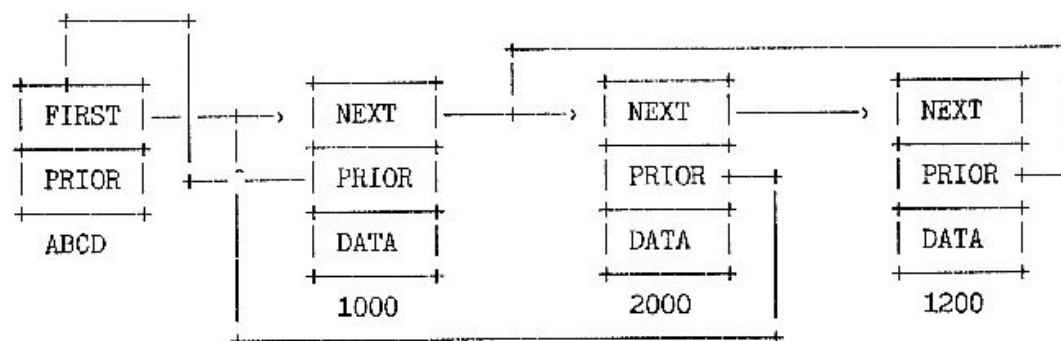 FIRST NEXT NEXT NEXT
PRIOR PRIOR PRIOR PRIOR
ABCD DATA DATA DATA
1000 2000 1200